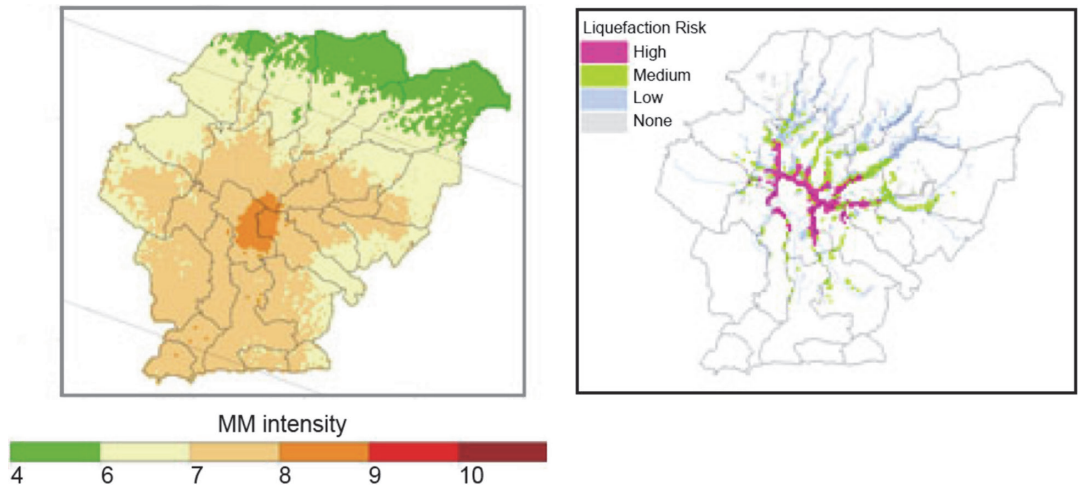 Liquefaction Risk
High
Medium
Low
None
MM intensity
4 6 7 8 9 10